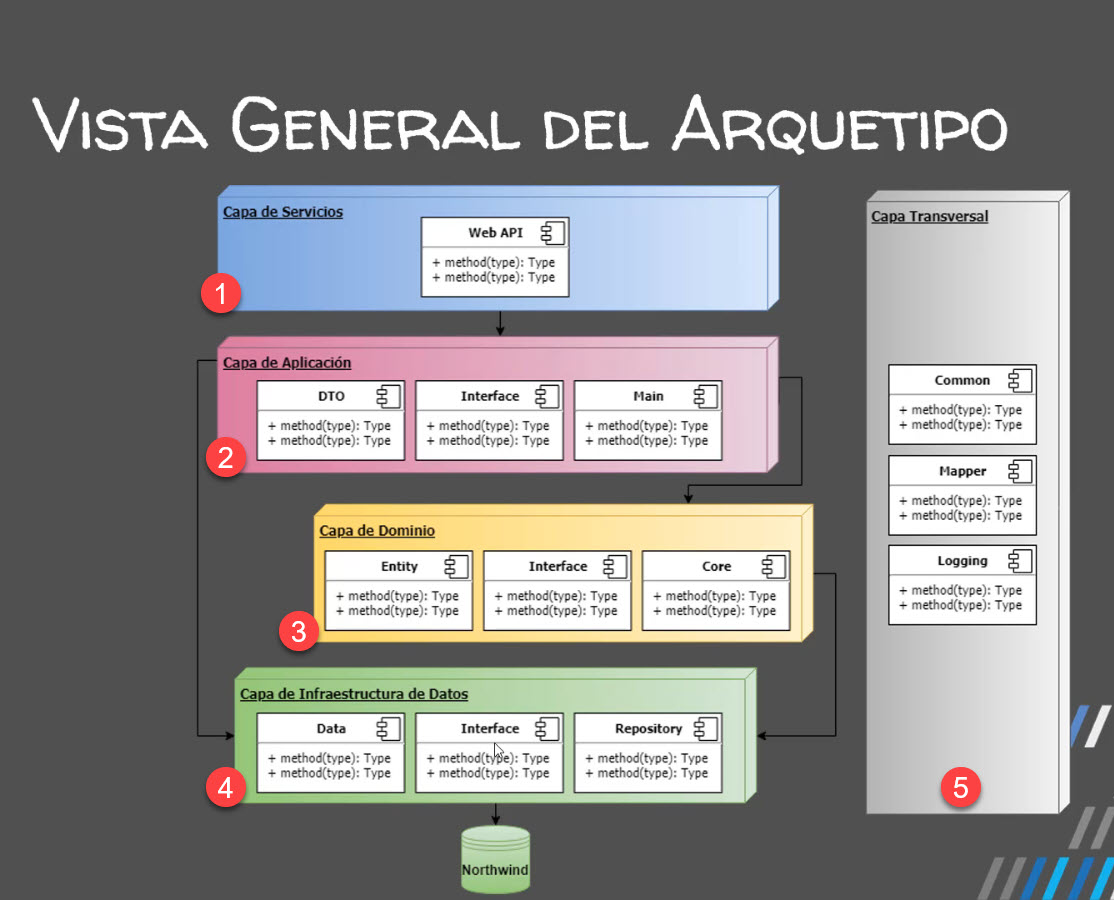 Vista General del Arquetipo
Capa de Servicios
Web API
+ method(type): Type
+ method(type): Type
1
Capa de Aplicación
DTO
+ method(type): Type
+ method(type): Type
Interface
+ method(type): Type
+ method(type): Type
Main
+ method(type): Type
+ method(type): Type
2
Capa de Dominio
Entity
+ method(type): Type
+ method(type): Type
Interface
+ method(type): Type
+ method(type): Type
Core
+ method(type): Type
+ method(type): Type
3
Capa de Infraestructura de Datos
Data
+ method(type): Type
+ method(type): Type
Interface
+ method(type): Type
+ method(type): Type
Repository
+ method(type): Type
+ method(type): Type
4
Northwind
Capa Transversal
Common
+ method(type): Type
+ method(type): Type
Mapper
+ method(type): Type
+ method(type): Type
Logging
+ method(type): Type
+ method(type): Type
5